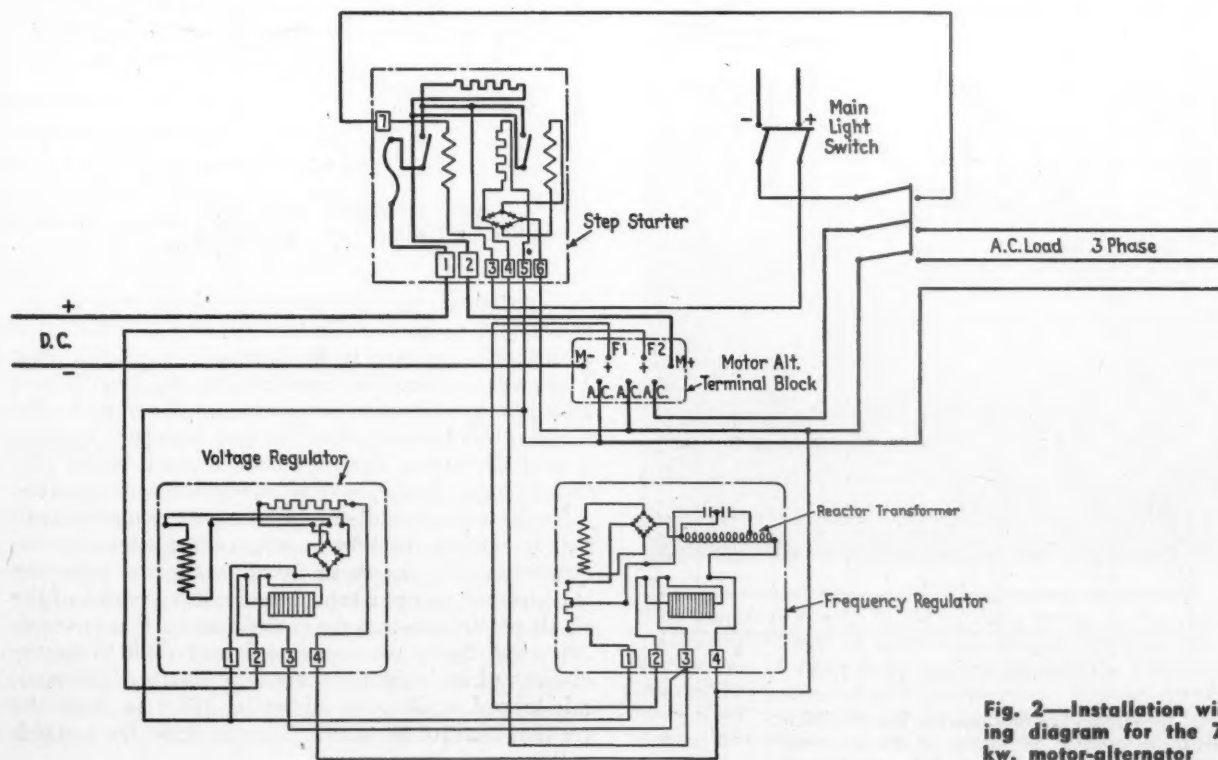 7
Step Starter
1 2 3 4 5 6
- +
Main
Light
Switch
A.C. Load 3 Phase
+
D.C.
-
M- F1 F2 M+
+ +
A.C. A.C. A.C.
Motor Alt.
Terminal Block
Voltage Regulator
1 2 3 4
Reactor Transformer
Frequency Regulator
1 2 3 4
Fig. 2—Installation wir
ing diagram for the 7
kw. motor-alternator